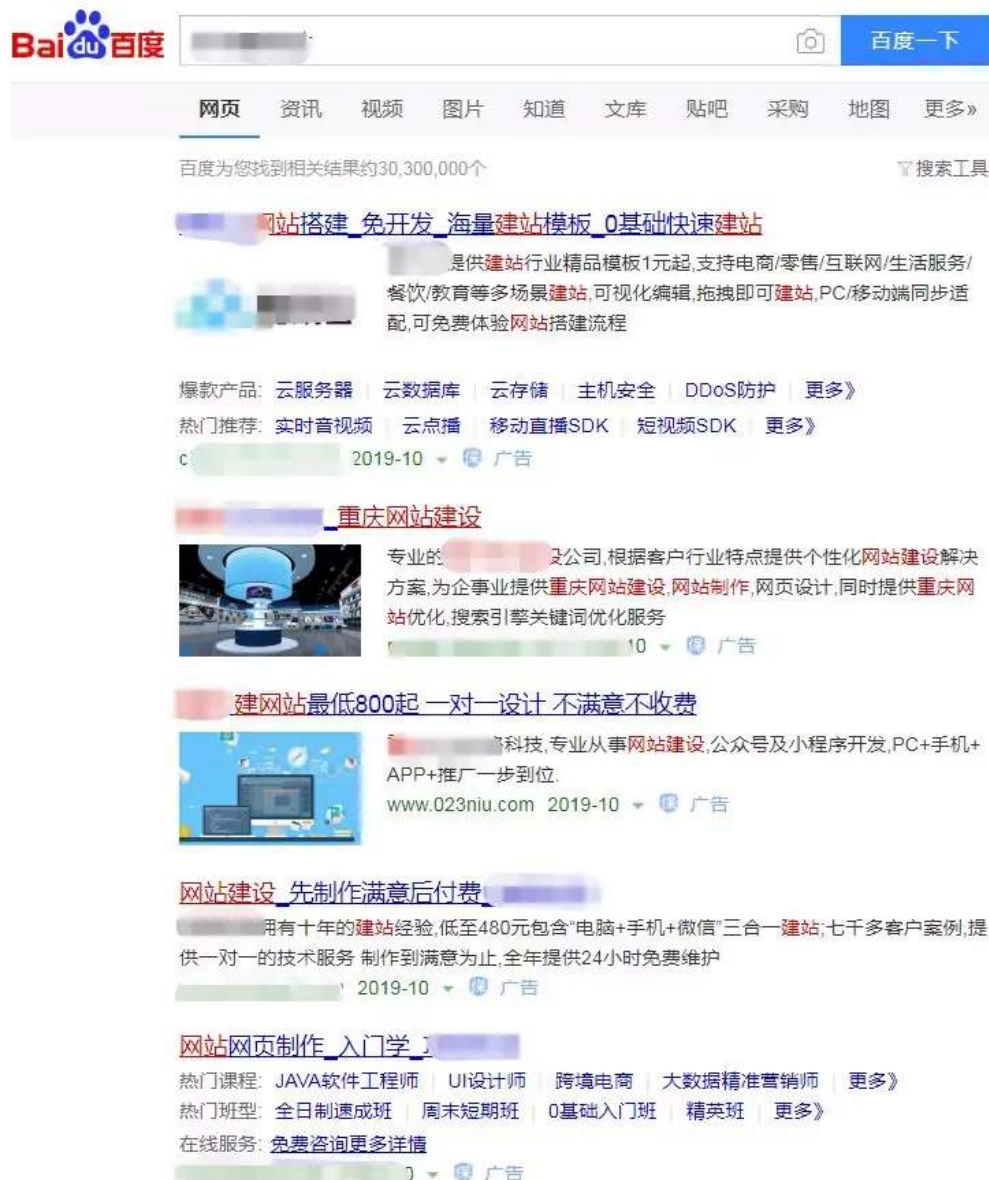 Baidu百度
百度一下
网页 资讯 视频 图片 知道 文库 贴吧 采购 地图 更多»
百度为您找到相关结果约30,300,000个 搜索工具
网站搭建_免开发_海量建站模板_0基础快速建站
提供建站行业精品模板1元起,支持电商/零售/互联网/生活服务/
餐饮/教育等多场景建站,可视化编辑,拖拽即可建站,PC/移动端同步适
配,可免费体验网站搭建流程
爆款产品: 云服务器 云数据库 云存储 主机安全 DDoS防护 更多》
热门推荐: 实时音视频 云点播 移动直播SDK 短视频SDK 更多》
c 2019-10 广告
_重庆网站建设
专业的 设公司,根据客户行业特点提供个性化网站建设解决
方案,为企事业提供重庆网站建设,网站制作,网页设计,同时提供重庆网
站优化,搜索引擎关键词优化服务
10 广告
建网站最低800起 一对一设计 不满意不收费
科技,专业从事网站建设,公众号及小程序开发,PC+手机+
APP+推广一步到位.
www.023niu.com 2019-10 广告
网站建设_先制作满意后付费_
拥有十年的建站经验,低至480元包含“电脑+手机+微信”三合一建站;七千多客户案例,提
供一对一的技术服务 制作到满意为止,全年提供24小时免费维护
2019-10 广告
网站网页制作_入门学_
热门课程: JAVA软件工程师 UI设计师 跨境电商 大数据精准营销师 更多》
热门班型: 全日制速成班 周末短期班 0基础入门班 精英班 更多》
在线服务: 免费咨询更多详情
0 广告